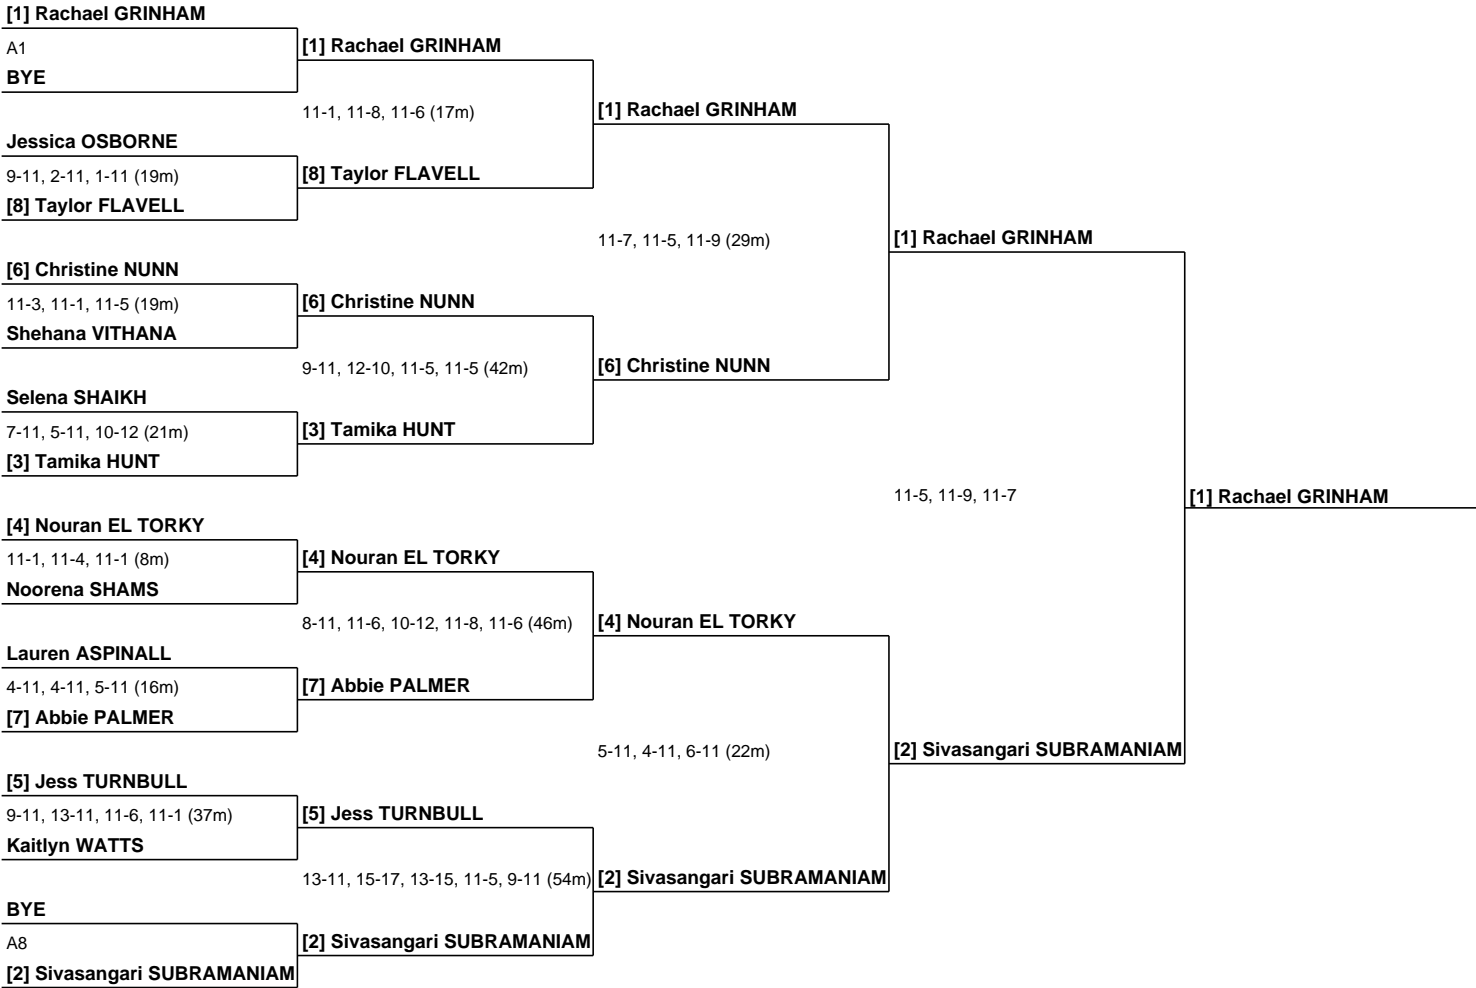 [1] Rachael GRINHAM
A1
BYE
Jessica OSBORNE
9-11, 2-11, 1-11 (19m)
[8] Taylor FLAVELL
[6] Christine NUNN
11-3, 11-1, 11-5 (19m)
Shehana VITHANA
Selena SHAIKH
7-11, 5-11, 10-12 (21m)
[3] Tamika HUNT
[4] Nouran EL TORKY
11-1, 11-4, 11-1 (8m)
Noorena SHAMS
Lauren ASPINALL
4-11, 4-11, 5-11 (16m)
[7] Abbie PALMER
[5] Jess TURNBULL
9-11, 13-11, 11-6, 11-1 (37m)
Kaitlyn WATTS
BYE
A8
[2] Sivasangari SUBRAMANIAM
[1] Rachael GRINHAM
11-1, 11-8, 11-6 (17m)
[8] Taylor FLAVELL
[6] Christine NUNN
9-11, 12-10, 11-5, 11-5 (42m)
[3] Tamika HUNT
[4] Nouran EL TORKY
8-11, 11-6, 10-12, 11-8, 11-6 (46m)
[7] Abbie PALMER
[5] Jess TURNBULL
13-11, 15-17, 13-15, 11-5, 9-11 (54m)
[2] Sivasangari SUBRAMANIAM
[1] Rachael GRINHAM
11-7, 11-5, 11-9 (29m)
[6] Christine NUNN
[4] Nouran EL TORKY
5-11, 4-11, 6-11 (22m)
[2] Sivasangari SUBRAMANIAM
[1] Rachael GRINHAM
11-5, 11-9, 11-7
[2] Sivasangari SUBRAMANIAM
[1] Rachael GRINHAM